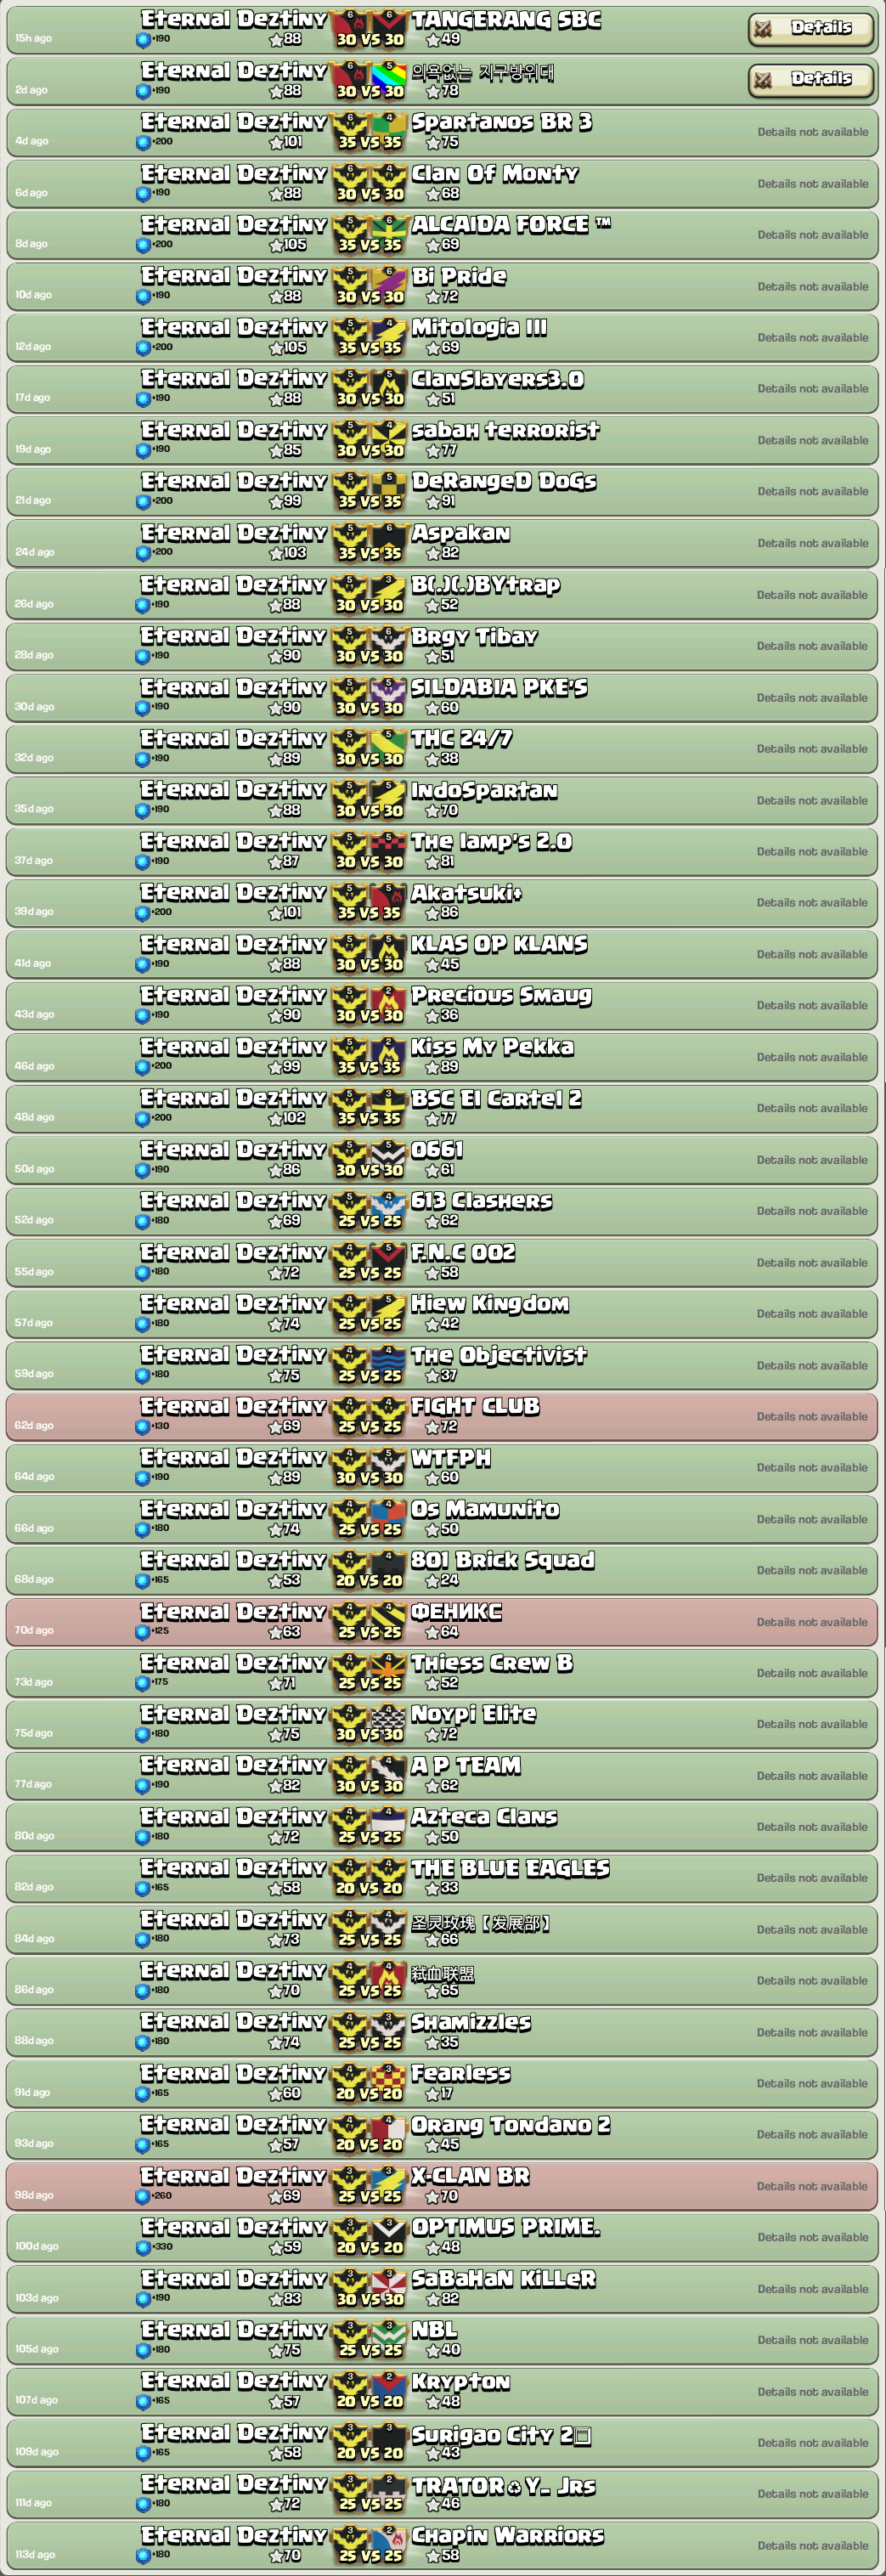 Eternal Deztiny 6 6 TANGERANG SBC Details
15h ago +190 88 30 VS 30 49
Eternal Deztiny 6 5 의욕없는 지구방위대 Details
2d ago +190 88 30 VS 30 78
Eternal Deztiny 6 4 Spartanos BR 3 Details not available
4d ago +200 101 35 VS 35 75
Eternal Deztiny 6 4 Clan Of Monty Details not available
6d ago +190 88 30 VS 30 68
Eternal Deztiny 5 6 ALCAIDA FORCE ™ Details not available
8d ago +200 105 35 VS 35 69
Eternal Deztiny 5 6 Bi Pride Details not available
10d ago +190 88 30 VS 30 72
Eternal Deztiny 5 4 Mitologia III Details not available
12d ago +200 105 35 VS 35 69
Eternal Deztiny 5 5 ClanSlayers3.0 Details not available
17d ago +190 88 30 VS 30 51
Eternal Deztiny 5 4 sabaH terrorist Details not available
19d ago +190 85 30 VS 30 77
Eternal Deztiny 5 5 DeRangeD DoGs Details not available
21d ago +200 99 35 VS 35 91
Eternal Deztiny 5 6 Aspakan Details not available
24d ago +200 103 35 VS 35 82
Eternal Deztiny 5 3 B(.)(.)BYtrap Details not available
26d ago +190 88 30 VS 30 52
Eternal Deztiny 5 6 Brgy Tibay Details not available
28d ago +190 90 30 VS 30 51
Eternal Deztiny 5 5 SILDABIA PKE'S Details not available
30d ago +190 90 30 VS 30 60
Eternal Deztiny 5 5 THC 24/7 Details not available
32d ago +190 89 30 VS 30 38
Eternal Deztiny 5 5 IndoSpartan Details not available
35d ago +190 88 30 VS 30 70
Eternal Deztiny 5 5 The lamp's 2.0 Details not available
37d ago +190 87 30 VS 30 81
Eternal Deztiny 5 5 Akatsuki+ Details not available
39d ago +200 101 35 VS 35 86
Eternal Deztiny 5 5 KLAS OP KLANS Details not available
41d ago +190 88 30 VS 30 45
Eternal Deztiny 5 2 Precious Smaug Details not available
43d ago +190 90 30 VS 30 36
Eternal Deztiny 5 2 Kiss My Pekka Details not available
46d ago +200 99 35 VS 35 89
Eternal Deztiny 5 3 BSC El Cartel 2 Details not available
48d ago +200 102 35 VS 35 77
Eternal Deztiny 5 5 0661 Details not available
50d ago +190 86 30 VS 30 61
Eternal Deztiny 5 4 613 Clashers Details not available
52d ago +180 69 25 VS 25 62
Eternal Deztiny 4 5 F.N.C 002 Details not available
55d ago +180 72 25 VS 25 58
Eternal Deztiny 4 5 Hiew Kingdom Details not available
57d ago +180 74 25 VS 25 42
Eternal Deztiny 4 4 The Objectivist Details not available
59d ago +180 75 25 VS 25 37
Eternal Deztiny 4 4 FIGHT CLUB Details not available
62d ago +130 69 25 VS 25 72
Eternal Deztiny 4 5 WTFPH Details not available
64d ago +190 89 30 VS 30 60
Eternal Deztiny 4 4 Os Mamunito Details not available
66d ago +180 74 25 VS 25 50
Eternal Deztiny 4 4 801 Brick Squad Details not available
68d ago +165 53 20 VS 20 24
Eternal Deztiny 4 4 ФЕНИКС Details not available
70d ago +125 63 25 VS 25 64
Eternal Deztiny 4 4 Thiess Crew B Details not available
73d ago +175 71 25 VS 25 52
Eternal Deztiny 4 4 Noypi Elite Details not available
75d ago +180 75 30 VS 30 72
Eternal Deztiny 4 4 A P TEAM Details not available
77d ago +190 82 30 VS 30 62
Eternal Deztiny 4 4 Azteca Clans Details not available
80d ago +180 72 25 VS 25 50
Eternal Deztiny 4 4 THE BLUE EAGLES Details not available
82d ago +165 58 20 VS 20 33
Eternal Deztiny 4 4 圣灵玫瑰【发展部】 Details not available
84d ago +180 73 25 VS 25 66
Eternal Deztiny 4 4 弑血联盟 Details not available
86d ago +180 70 25 VS 25 65
Eternal Deztiny 4 3 Shamizzles Details not available
88d ago +180 74 25 VS 25 35
Eternal Deztiny 4 3 Fearless Details not available
91d ago +165 60 20 VS 20 17
Eternal Deztiny 4 4 Orang Tondano 2 Details not available
93d ago +165 57 20 VS 20 45
Eternal Deztiny 3 3 X-CLAN BR Details not available
98d ago +260 69 25 VS 25 70
Eternal Deztiny 3 3 OPTIMUS PRIME. Details not available
100d ago +330 59 20 VS 20 48
Eternal Deztiny 3 3 SaBaHaN KiLLeR Details not available
103d ago +190 83 30 VS 30 82
Eternal Deztiny 3 3 NBL Details not available
105d ago +180 75 25 VS 25 40
Eternal Deztiny 3 2 Krypton Details not available
107d ago +165 57 20 VS 20 48
Eternal Deztiny 3 3 Surigao City 2□ Details not available
109d ago +165 58 20 VS 20 43
Eternal Deztiny 3 2 TRATOR♻Y.. Jrs Details not available
111d ago +180 72 25 VS 25 46
Eternal Deztiny 3 2 Chapin Warriors Details not available
113d ago +180 70 25 VS 25 58